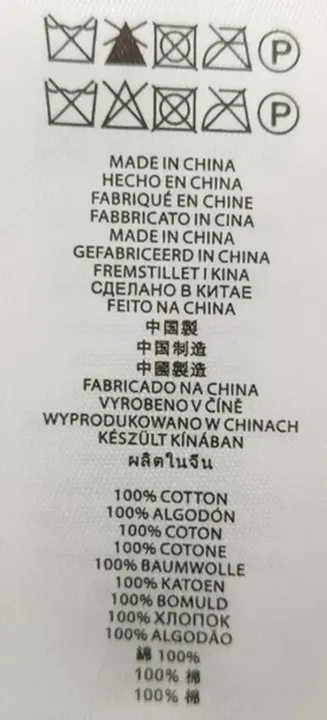 P
P
MADE IN CHINA
HECHO EN CHINA
FABRIQUÉ EN CHINE
FABBRICATO IN CINA
MADE IN CHINA
GEFABRICEERD IN CHINA
FREMSTILLET I KINA
СДЕЛАНО В КИТАЕ
FEITO NA CHINA
中国製
中国制造
中國製造
FABRICADO NA CHINA
VYROBENO V ČÍNĚ
WYPRODUKOWANO W CHINACH
KÉSZÜLT KÍNÁBAN
ผลิตในจีน
100% COTTON
100% ALGODÓN
100% COTON
100% COTONE
100% BAUMWOLLE
100% KATOEN
100% BOMULD
100% ХЛОПОК
100% ALGODÃO
綿 100%
100% 棉
100% 棉